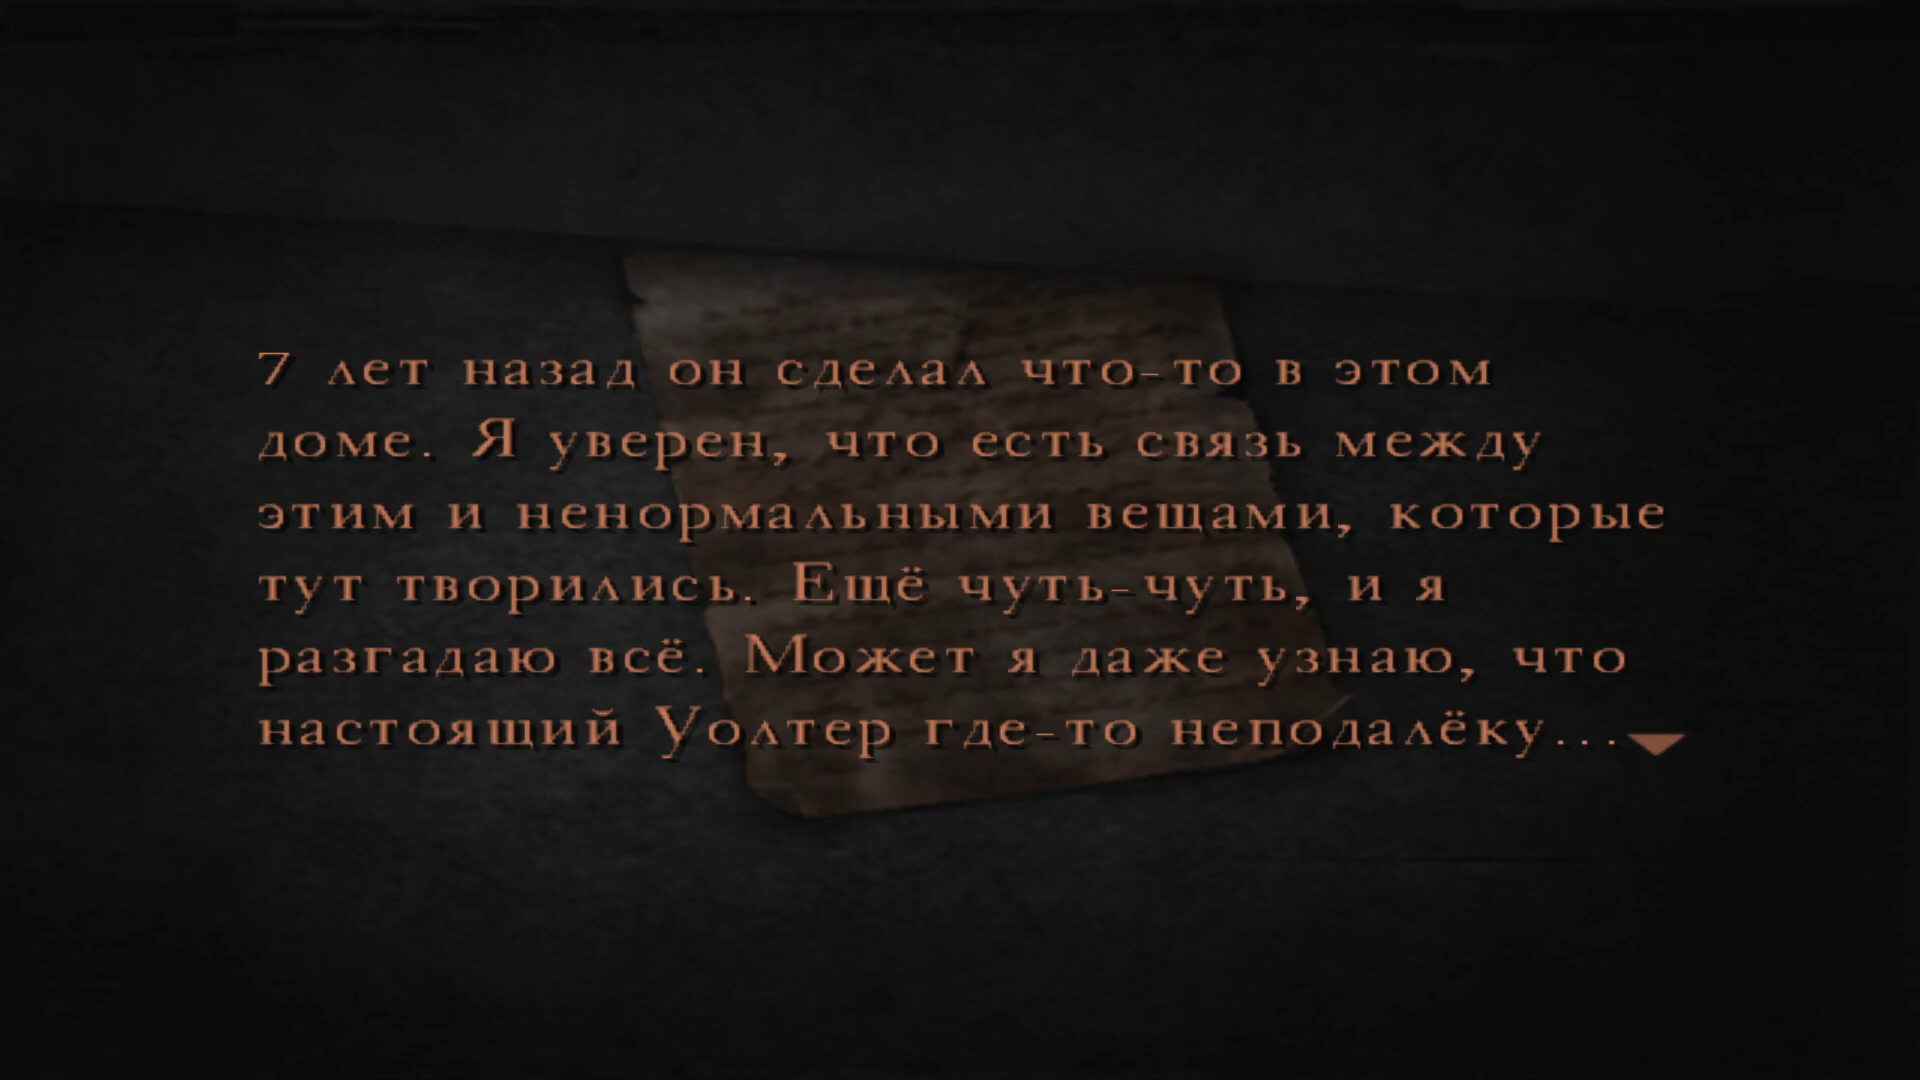 7 лет назад он сделал что-то в этом
доме. Я уверен, что есть связь между
этим и ненормальными вещами, которые
тут творились. Ещё чуть-чуть, и я
разгадаю всё. Может я даже узнаю, что
настоящий Уолтер где-то неподалёку...